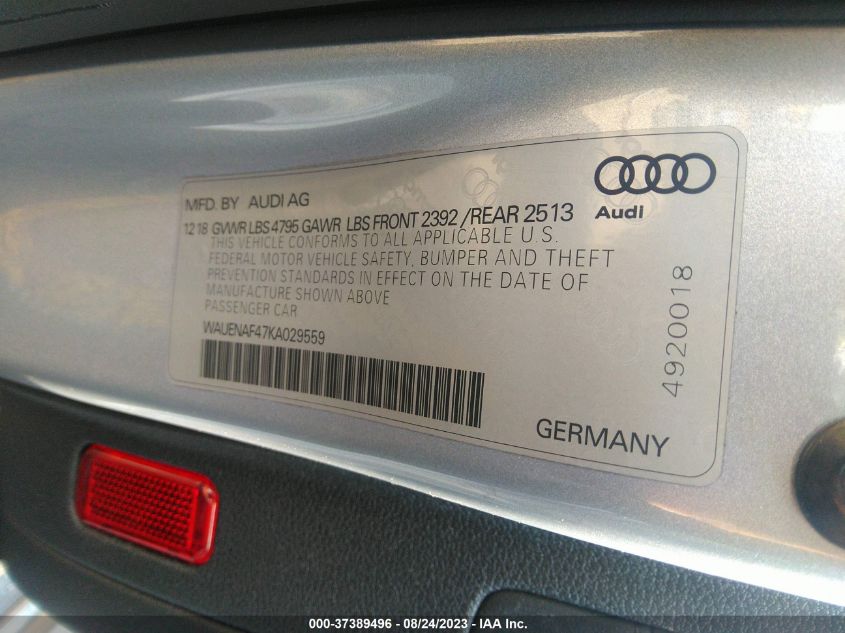 MFD. BY AUDI AG
12 18 GVWR LBS 4795 GAWR LBS FRONT 2392 /REAR 2513
THIS VEHICLE CONFORMS TO ALL APPLICABLE U.S.
FEDERAL MOTOR VEHICLE SAFETY, BUMPER AND THEFT
PREVENTION STANDARDS IN EFFECT ON THE DATE OF
MANUFACTURE SHOWN ABOVE
PASSENGER CAR
WAUENAF47KA029559
Audi
4920018
GERMANY
000-37389496 - 08/24/2023 - IAA Inc.